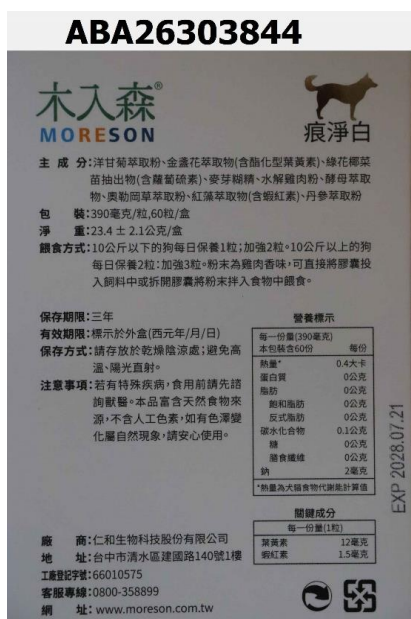 ABA26303844
木入森®
MORESON
痕淨白
主成分:洋甘菊萃取粉、金盞花萃取物(含酯化型葉黃素)、綠花椰菜
苗抽出物(含蘿蔔硫素)、麥芽糊精、水解雞肉粉、酵母萃取
物、奧勒岡草萃取粉、紅藻萃取物(含蝦紅素)、丹參萃取粉
包裝:390毫克/粒,60粒/盒
淨重:23.4 ± 2.1公克/盒
餵食方式:10公斤以下的狗每日保養1粒;加強2粒。10公斤以上的狗
每日保養2粒:加強3粒。粉末為雞肉香味,可直接將膠囊投
入飼料中或拆開膠囊將粉末拌入食物中餵食。
保存期限:三年
有效期限:標示於外盒(西元年/月/日)
保存方式:請存放於乾燥陰涼處;避免高
溫、陽光直射。
注意事項:若有特殊疾病,食用前請先諮
詢獸醫。本品富含天然食物來
源,不含人工色素,如有色澤變
化屬自然現象,請安心使用。
營養標示
每一份量(390毫克)
本包裝含60份 每份
熱量* 0.4大卡
蛋白質 0公克
脂肪 0公克
飽和脂肪 0公克
反式脂肪 0公克
碳水化合物 0.1公克
糖 0公克
膳食纖維 0公克
鈉 2毫克
*熱量為犬貓食物代謝能計算值
EXP 2028.07.21
關鍵成分
每一份量(1粒)
葉黃素 12毫克
蝦紅素 1.5毫克
廠商:仁和生物科技股份有限公司
地址:台中市清水區建國路140號1樓
工廠登記字號:66010575
客服專線:0800-358899
網址: www.moreson.com.tw